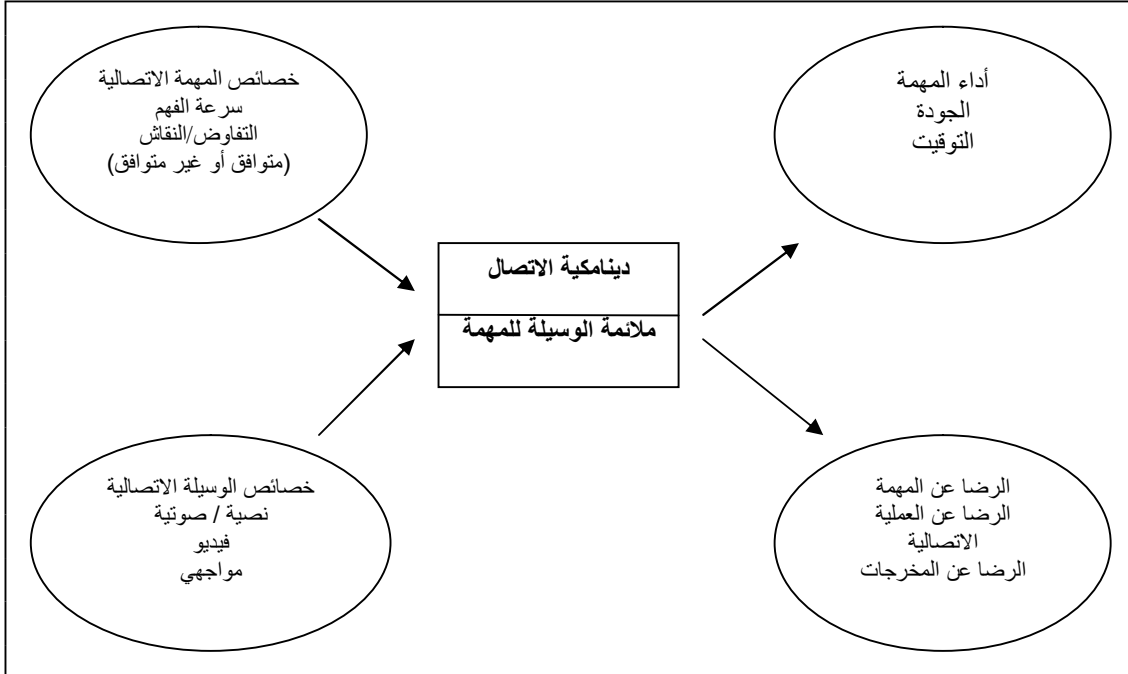 خصائص المهمة الاتصالية
سرعة الفهم
التفاوض/النقاش
(متوافق أو غير متوافق)
أداء المهمة
الجودة
التوقيت
دينامكية الاتصال
ملائمة الوسيلة للمهمة
خصائص الوسيلة الاتصالية
نصية / صوتية
فيديو
مواجهي
الرضا عن المهمة
الرضا عن العملية
الاتصالية
الرضا عن المخرجات